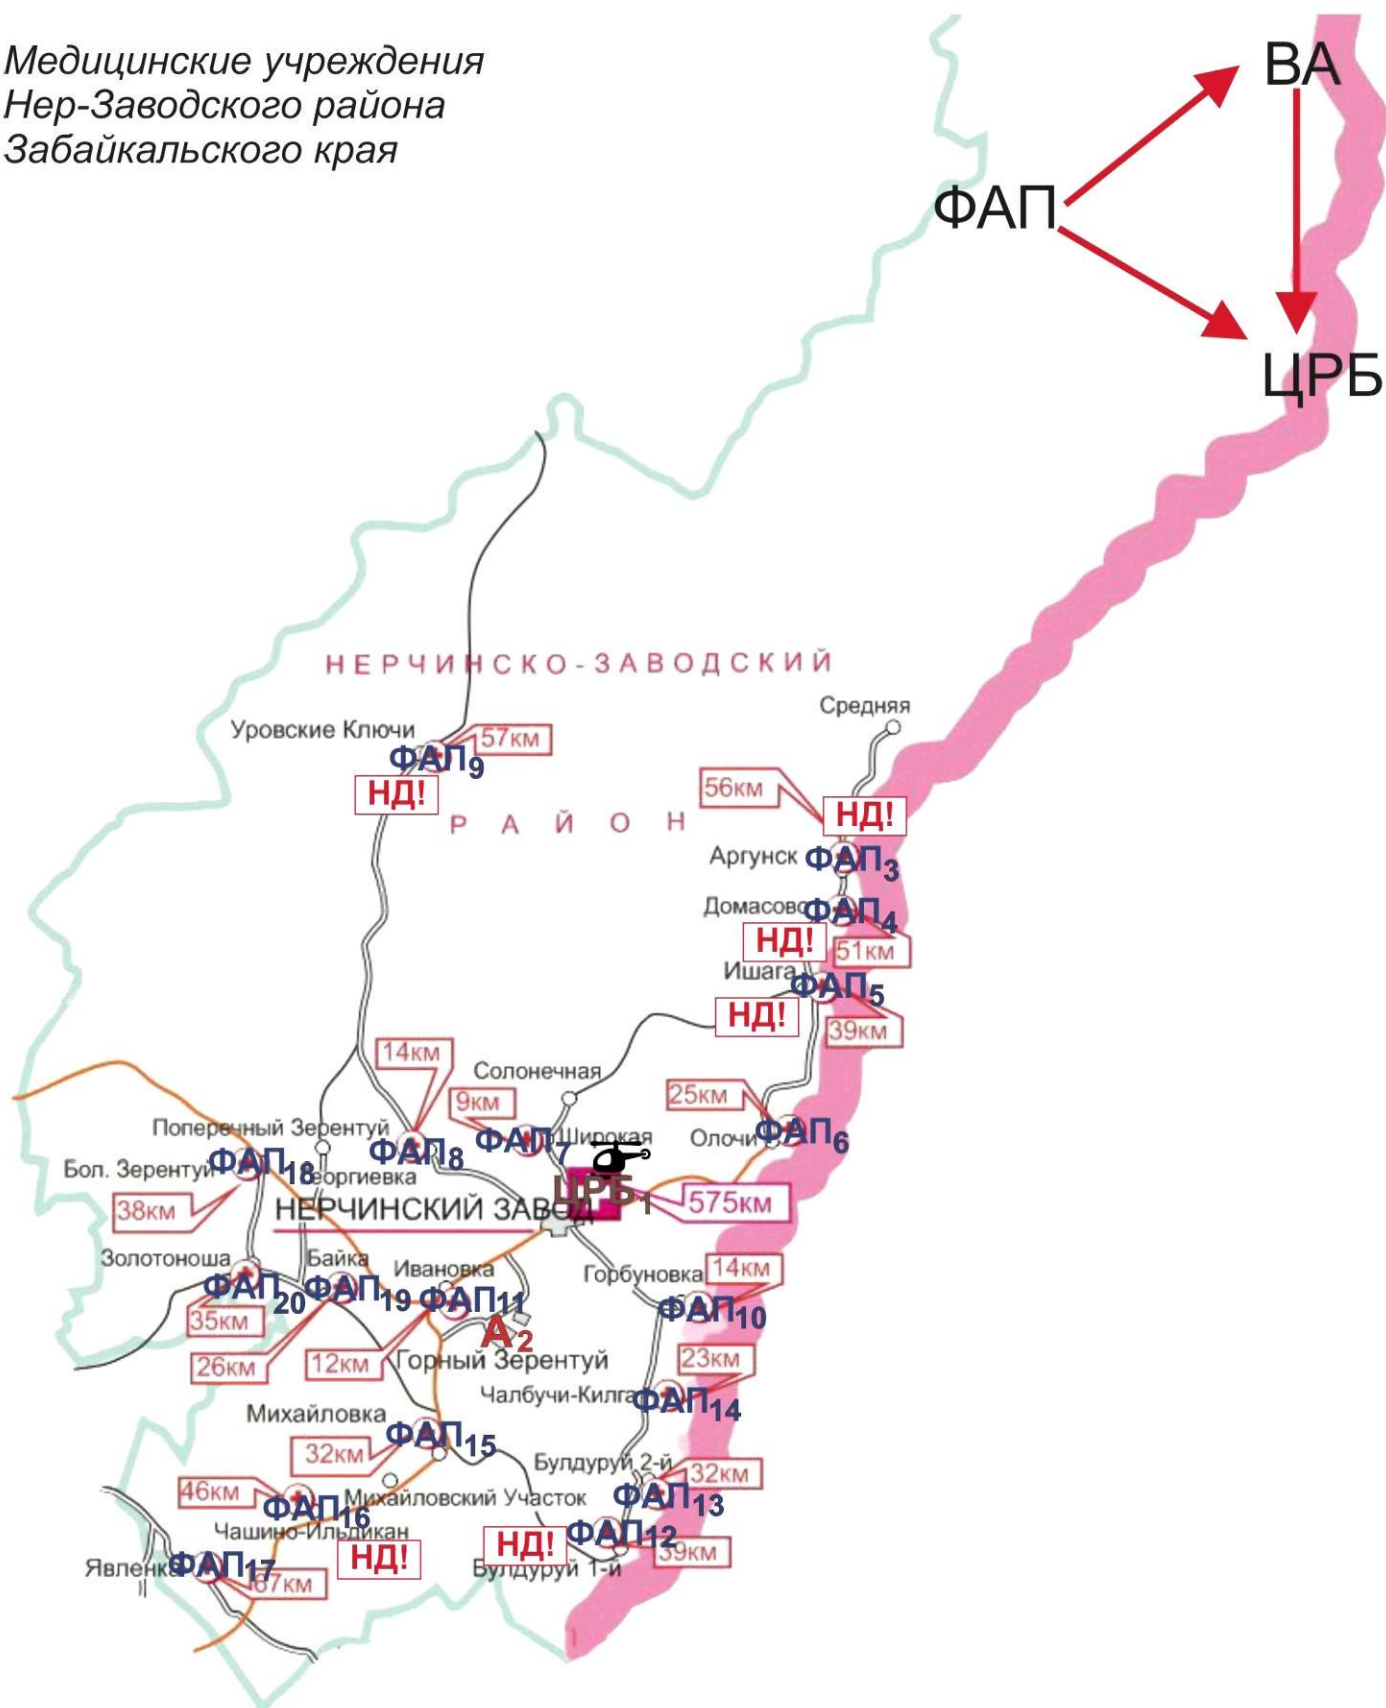 Медицинские учреждения
Нер-Заводского района
Забайкальского края
ВА
ФАП
ЦРБ
НЕРЧИНСКО-ЗАВОДСКИЙ
РАЙОН
Средняя
Уровские Ключи
57км
ФАП9
НД!
56км
НД!
Аргунск
ФАП3
Домасово
ФАП4
НД!
51км
Ишага
ФАП5
НД!
39км
14км
Солонечная
9км
25км
Поперечный Зерентуй
ФАП8
ФАП7
Широкая
Олочи
ФАП6
Бол. Зерентуй
ФАП18
Георгиевка
38км
НЕРЧИНСКИЙ ЗАВОД
ЦРБ1
575км
Золотоноша
Байка
Ивановка
Горбуновка
14км
ФАП20
ФАП19
ФАП11
ФАП10
35км
А2
26км
12км
Горный Зерентуй
23км
Чалбучи-Килга
ФАП14
Михайловка
ФАП15
32км
Булдуруй 2-й
32км
46км
ФАП16
Михайловский Участок
ФАП13
Чашино-Ильдикан
НД!
НД!
ФАП12
39км
Явленка
ФАП17
67км
Булдуруй 1-й